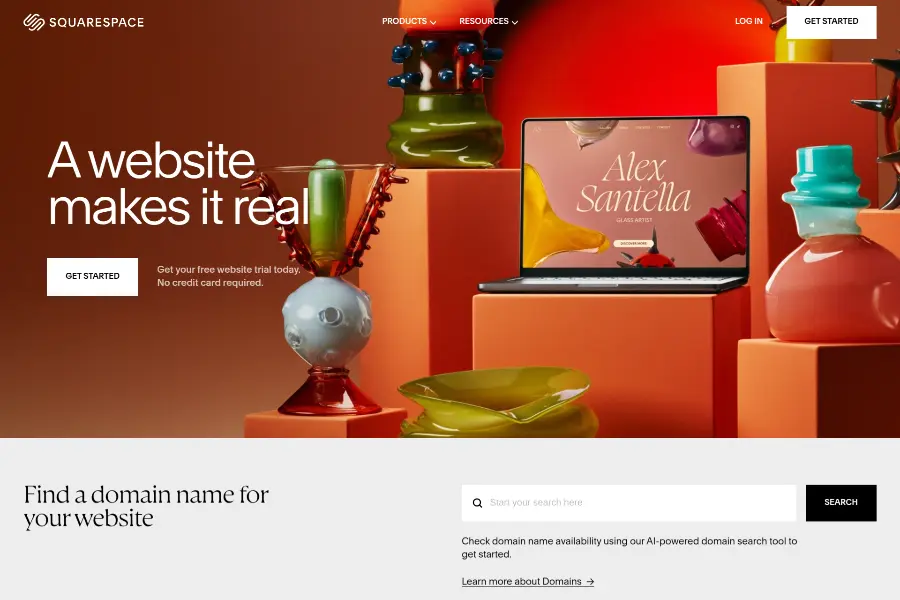 SQUARESPACE
PRODUCTS
RESOURCES
LOG IN
GET STARTED
A website
makes it real
GET STARTED
Get your free website trial today.
No credit card required.
Alex
Santella
GLASS ARTIST
DISCOVER MORE
Find a domain name for
your website
Start your search here
SEARCH
Check domain name availability using our AI-powered domain search tool to
get started.
Learn more about Domains →